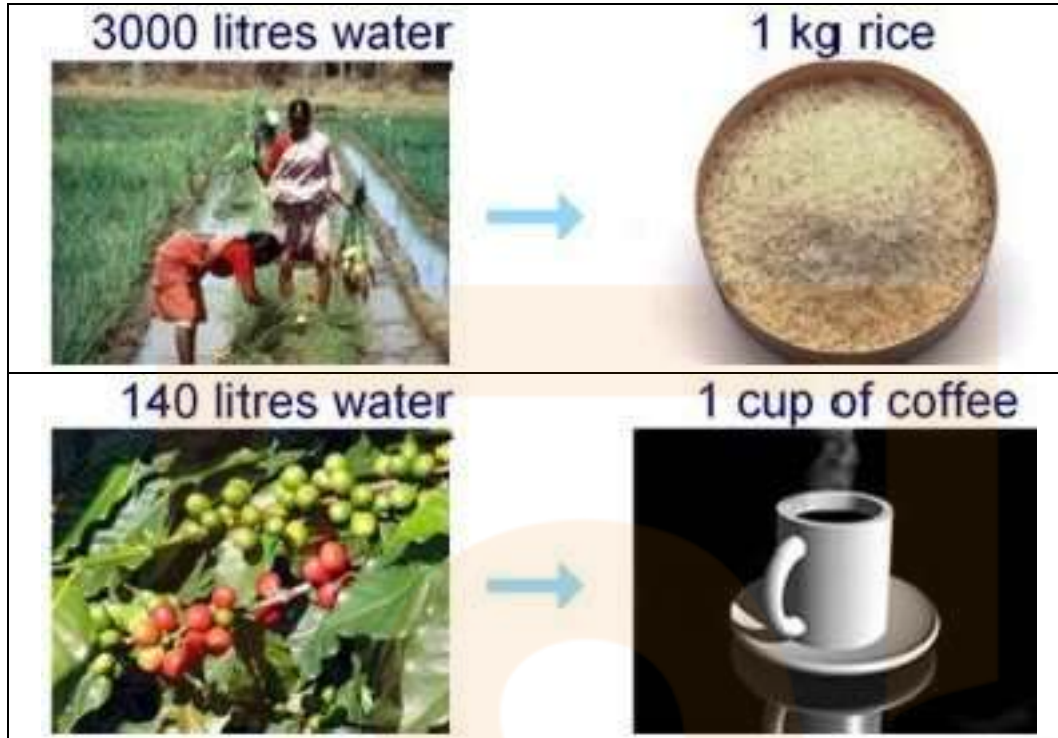 3000 litres water
1 kg rice
140 litres water
1 cup of coffee